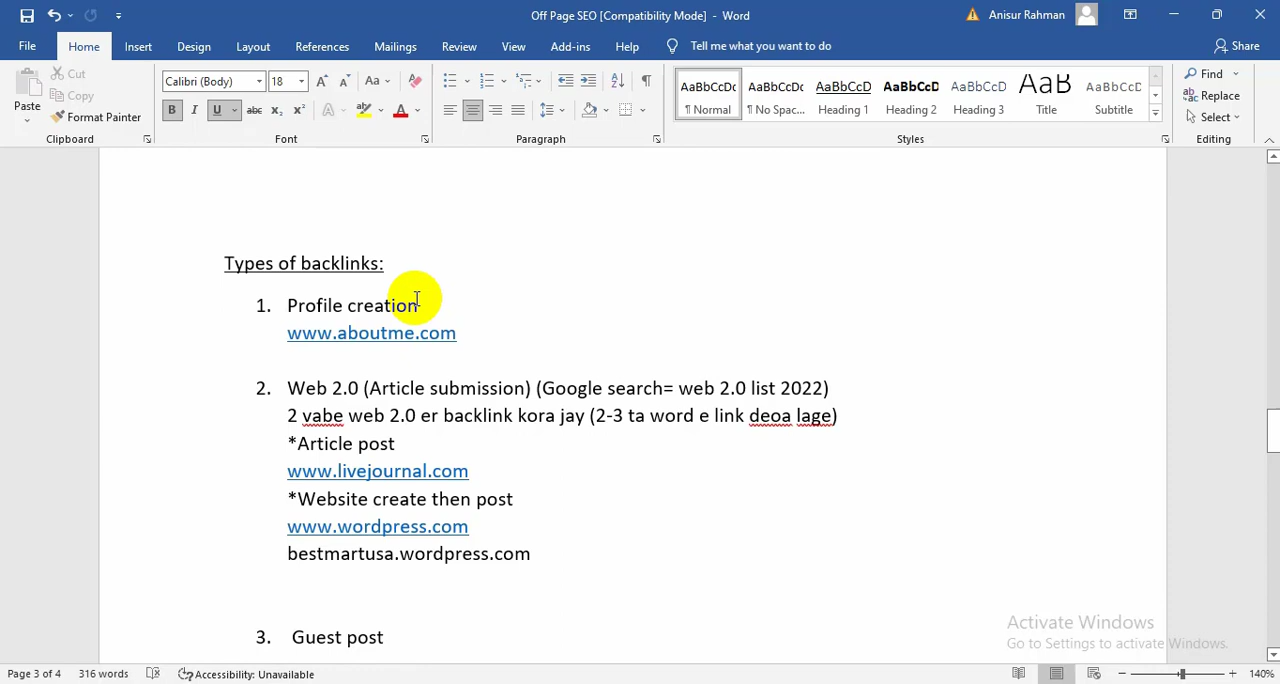 Off Page SEO [Compatibility Mode] - Word
Anisur Rahman
File Home Insert Design Layout References Mailings Review View Add-ins Help Tell me what you want to do Share
Paste Cut Copy Format Painter
Calibri (Body) 18
Find Replace Select
AaBbCcDc ¶ Normal
AaBbCcDc ¶ No Spac...
AaBbCcD Heading 1
AaBbCcD Heading 2
AaBbCcD Heading 3
AaB Title
AaBbCcD Subtitle
Clipboard Font Paragraph Styles Editing
Types of backlinks:
1. Profile creation
www.aboutme.com
2. Web 2.0 (Article submission) (Google search= web 2.0 list 2022)
2 vabe web 2.0 er backlink kora jay (2-3 ta word e link deoa lage)
*Article post
www.livejournal.com
*Website create then post
www.wordpress.com
bestmartusa.wordpress.com
3. Guest post
Activate Windows
Go to Settings to activate Windows.
Page 3 of 4 316 words Accessibility: Unavailable 140%